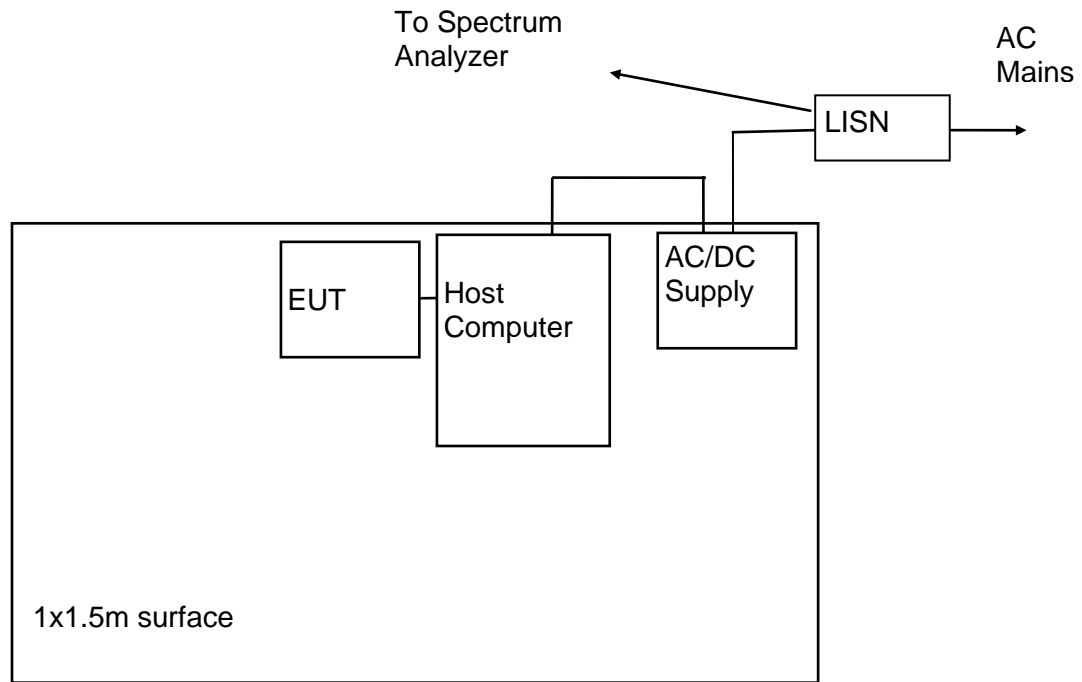 To Spectrum
Analyzer
AC
Mains
LISN
EUT
Host
Computer
AC/DC
Supply
1x1.5m surface